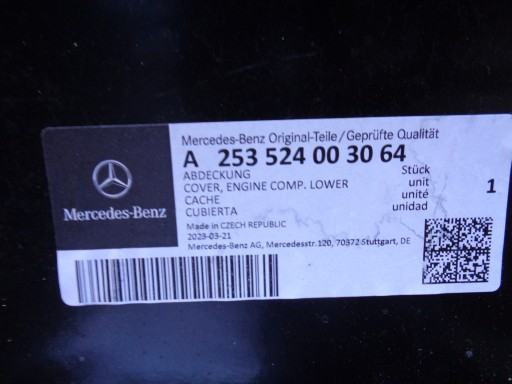 Mercedes-Benz Original-Teile/Geprüfte Qualität
A 253 524 00 30 64
ABDECKUNG Stück
COVER, ENGINE COMP. LOWER unit
CACHE unité 1
CUBIERTA unidad
Mercedes-Benz
Made in CZECH REPUBLIC
2023-03-21
Mercedes-Benz AG, Mercedesstr.120, 70372 Stuttgart, DE